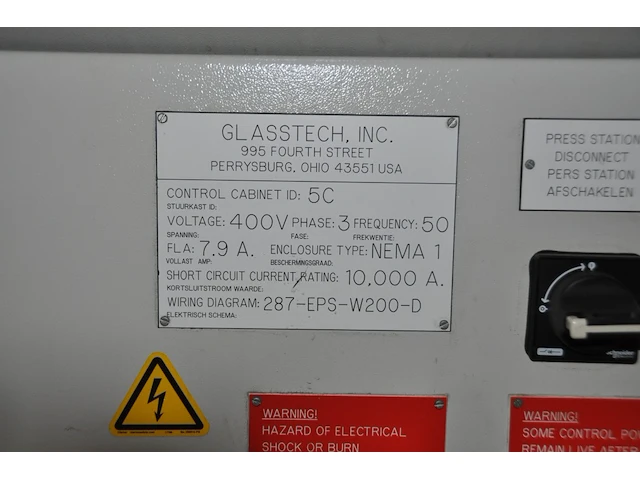 GLASSTECH, INC.
995 FOURTH STREET
PERRYSBURG, OHIO 43551 USA
CONTROL CABINET ID: 5C
STUURKAST ID:
VOLTAGE: 400V PHASE: 3 FREQUENCY: 50
SPANNING: FASE: FREKWENTIE:
FLA: 7.9 A. ENCLOSURE TYPE: NEMA 1
VOLLAST AMP: BESCHERMINGSGRAAD:
SHORT CIRCUIT CURRENT RATING: 10,000 A.
KORTSLUITSTROOM WAARDE:
WIRING DIAGRAM: 287-EPS-W200-D
ELEKTRISCH SCHEMA:
PRESS STATION
DISCONNECT
PERS STATION
AFSCHAKELEN
WARNING!
HAZARD OF ELECTRICAL
SHOCK OR BURN
WARNING!
SOME CONTROL
REMAIN LIVE AFTER